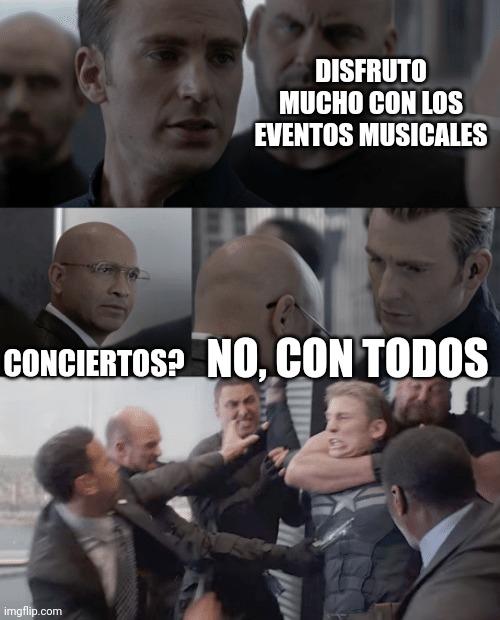 DISFRUTO
MUCHO CON LOS
EVENTOS MUSICALES
CONCIERTOS?
NO, CON TODOS
imgflip.com